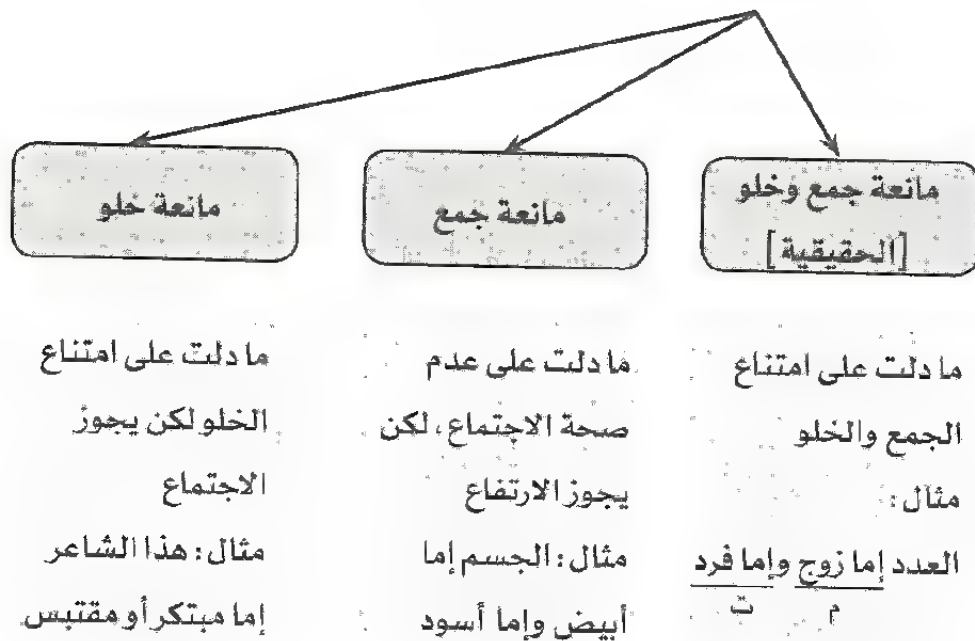 مانعة جمع وخلو
[الحقيقية]
ما دلت على امتناع
الجمع والخلو
مثال:
العدد إما زوج وإما فرد
م ت
مانعة جمع
ما دلت على عدم
صحة الاجتماع، لكن
يجوز الارتفاع
مثال: الجسم إما
أبيض وإما أسود
مانعة خلو
ما دلت على امتناع
الخلو لكن يجوز
الاجتماع
مثال: هذا الشاعر
إما مبتكر أو مقتبس